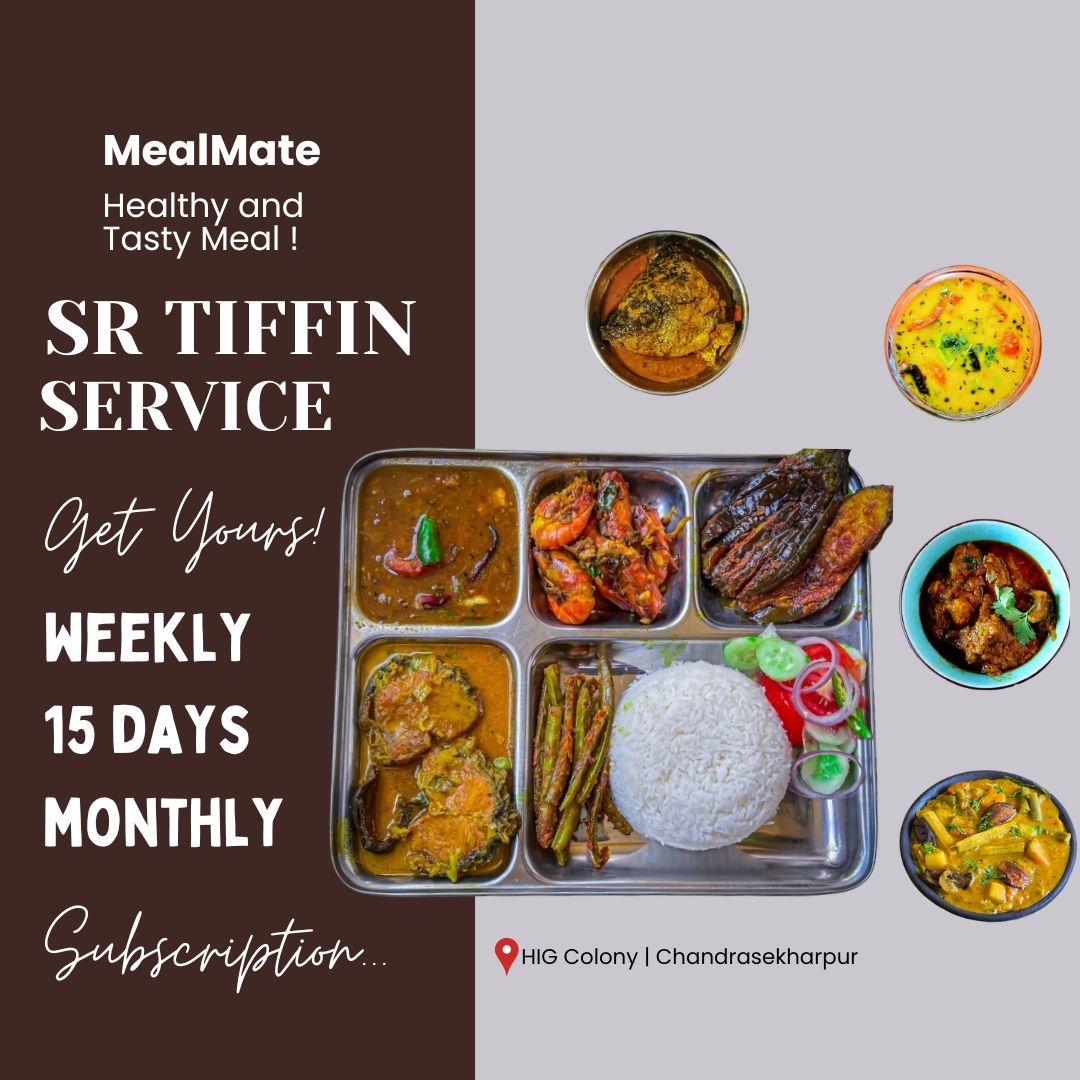 MealMate
Healthy and
Tasty Meal !
SR TIFFIN
SERVICE
Get Yours!
WEEKLY
15 DAYS
MONTHLY
Subscription...
HIG Colony | Chandrasekharpur